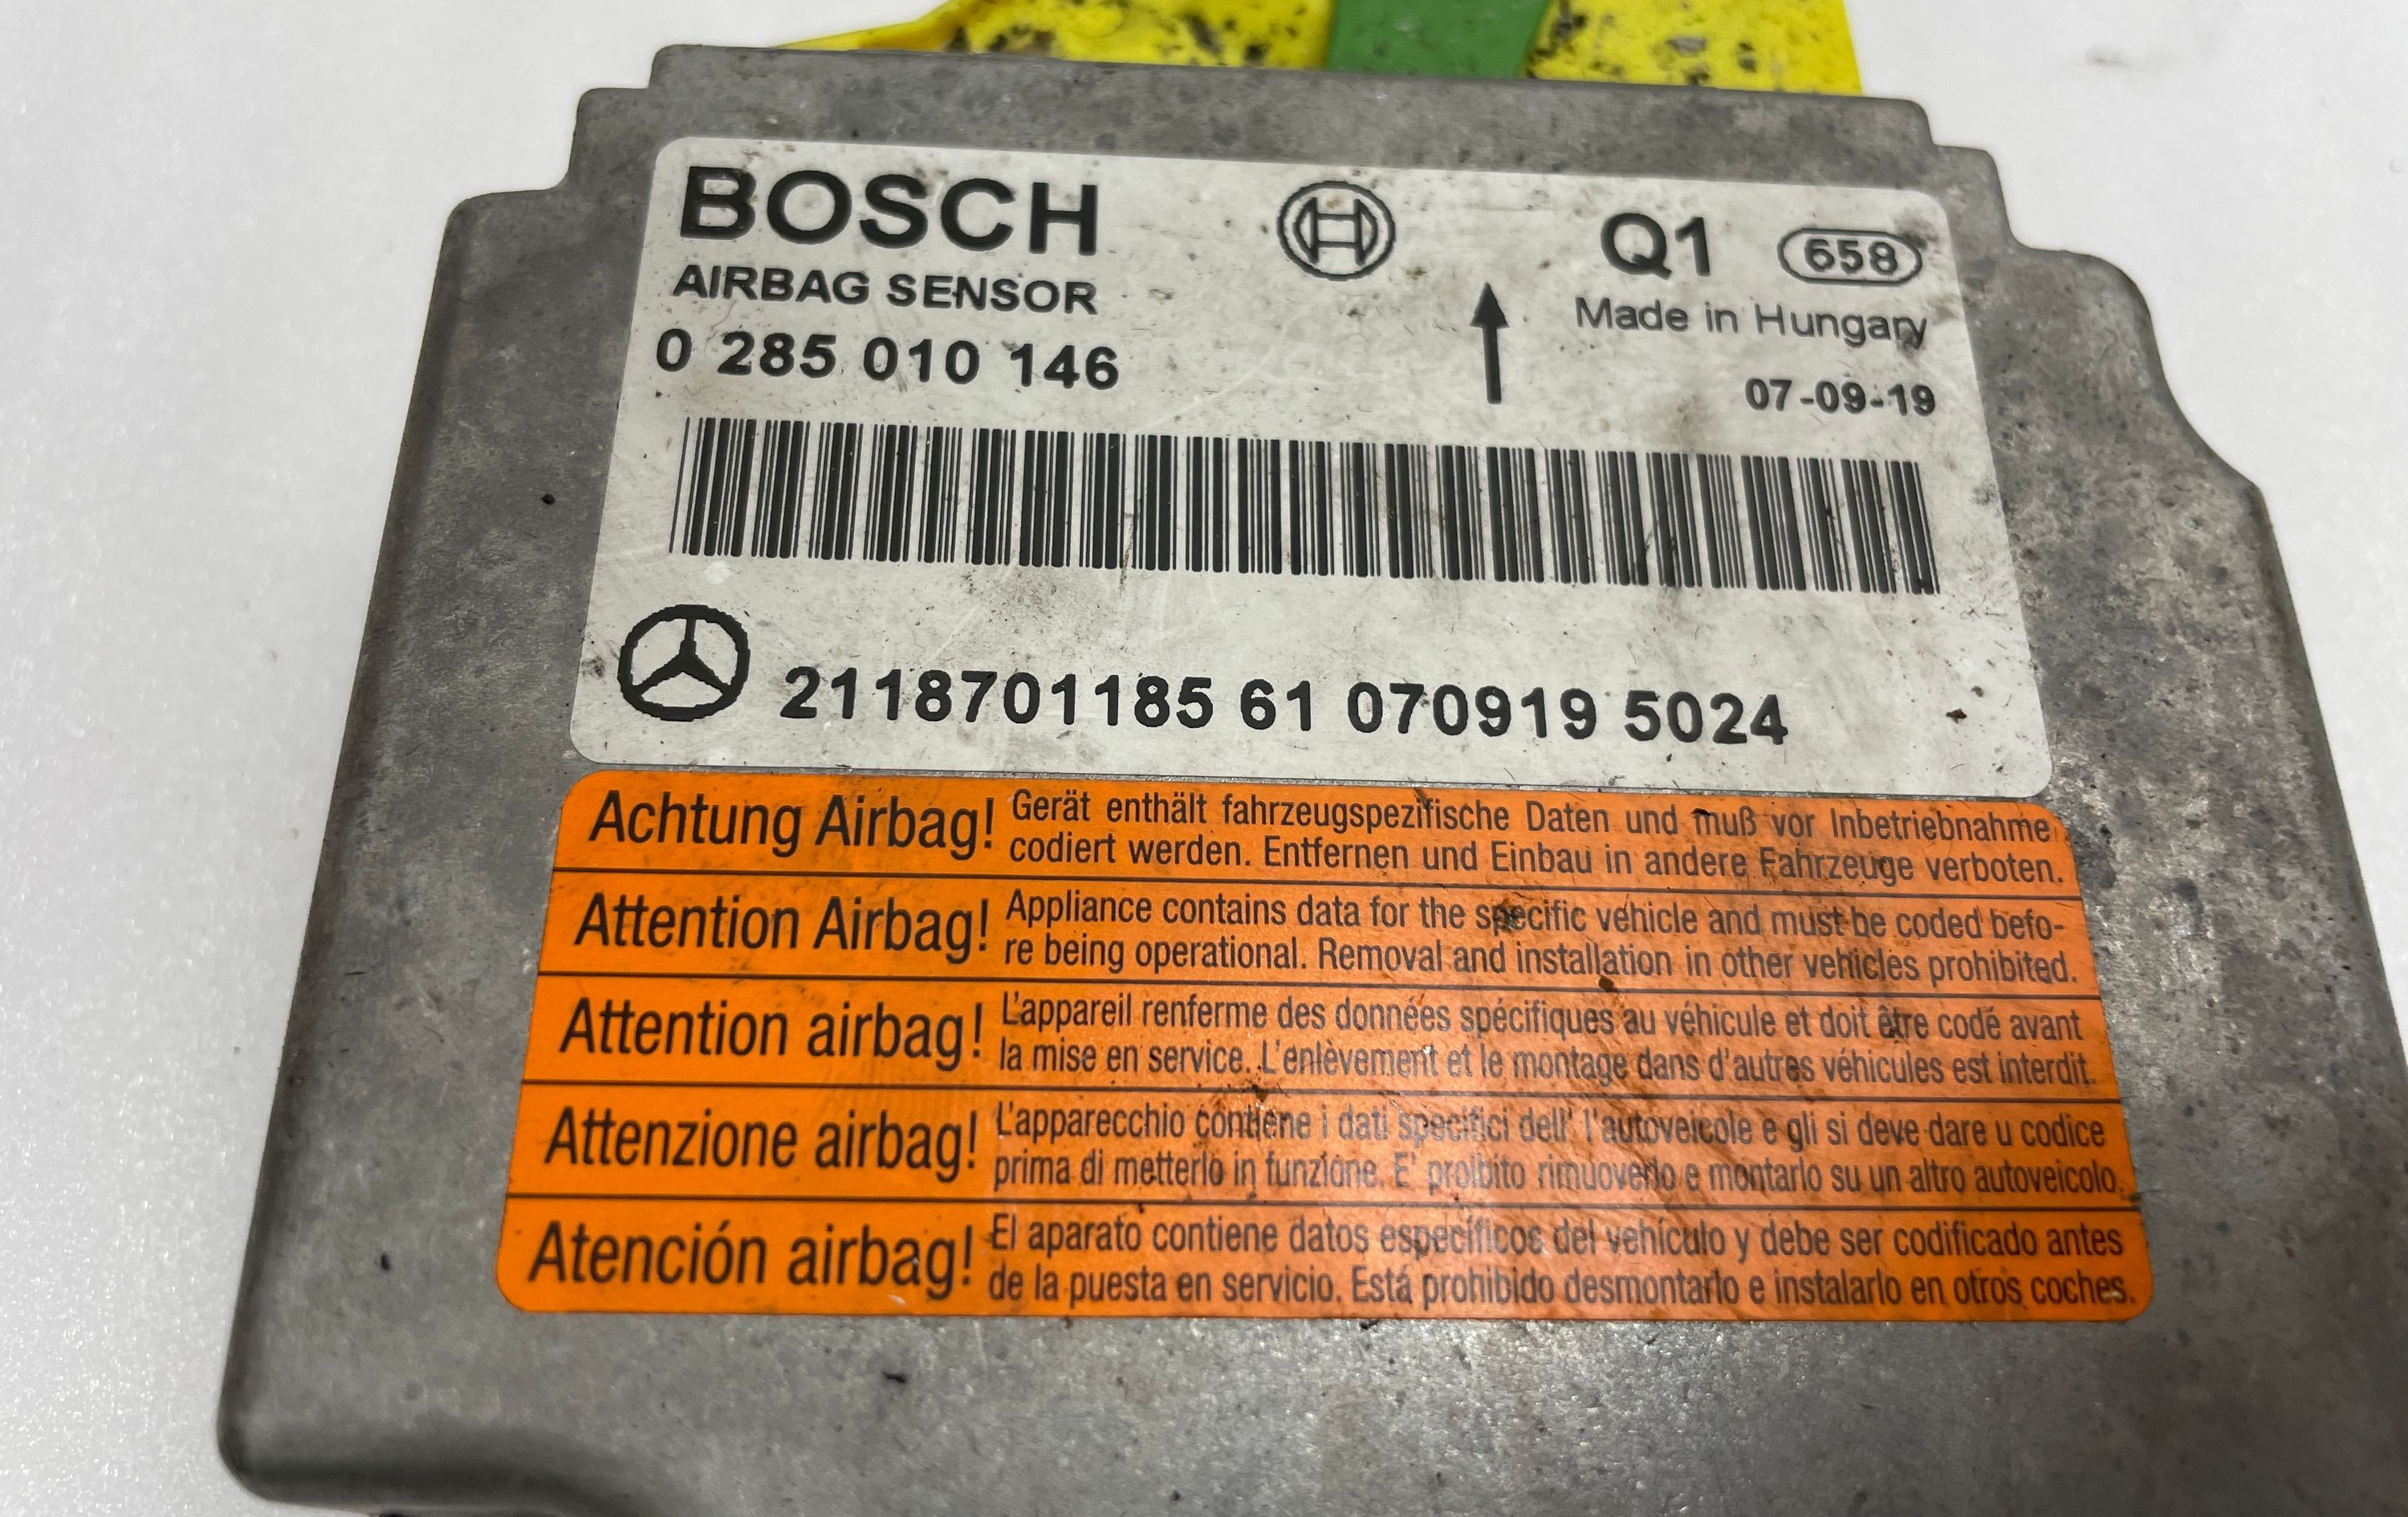 BOSCH
Q1 658
AIRBAG SENSOR
Made in Hungary
0 285 010 146
07-09-19
2118701185 61 070919 5024
Achtung Airbag! Gerät enthält fahrzeugspezifische Daten und muß vor Inbetriebnahme
codiert werden. Entfernen und Einbau in andere Fahrzeuge verboten.
Attention Airbag! Appliance contains data for the specific vehicle and must be coded befo-
re being operational. Removal and installation in other vehicles prohibited.
Attention airbag! L'appareil renferme des données spécifiques au véhicule et doit être codé avant
la mise en service. L'enlèvement et le montage dans d'autres véhicules est interdit.
Attenzione airbag! L'apparecchio contiene i dati specifici dell' l'autoveicole e gli si deve dare u codice
prima di metterlo in funzione. E' proibito rimuoverlo e montarlo su un altro autoveicolo.
Atención airbag! El aparato contiene datos específicos del vehículo y debe ser codificado antes
de la puesta en servicio. Está prohibido desmontarlo e instalarlo en otros coches.